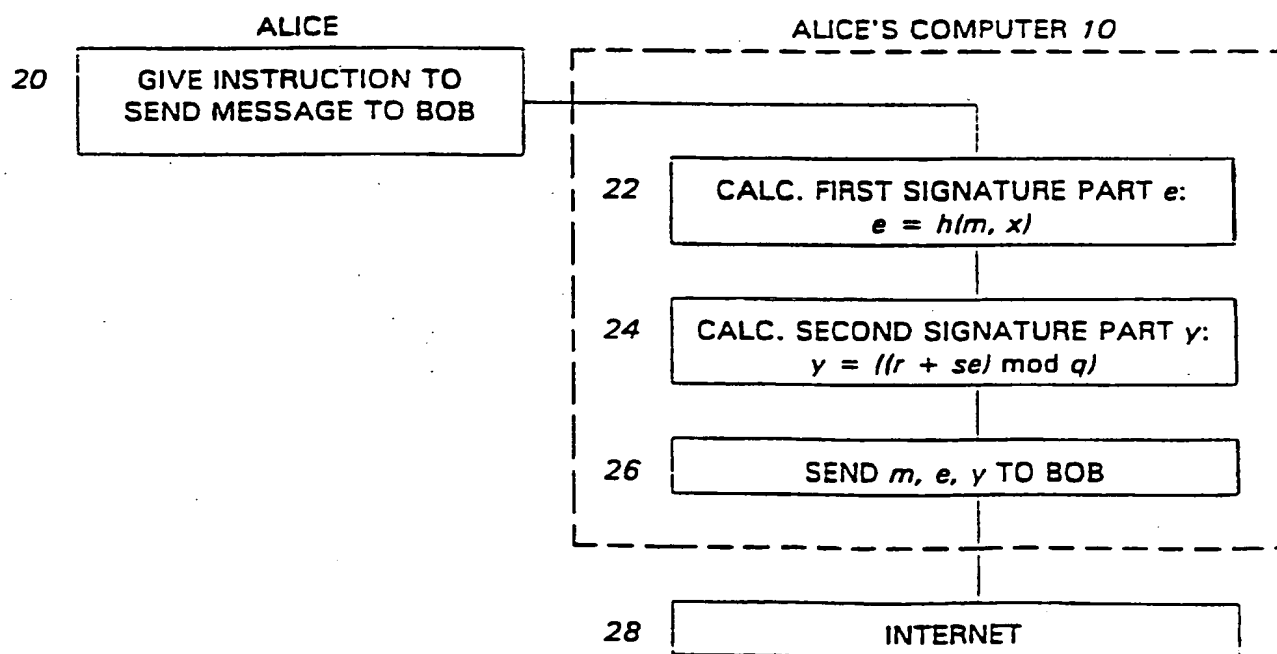 ALICE
ALICE'S COMPUTER 10
20
GIVE INSTRUCTION TO
SEND MESSAGE TO BOB
22
CALC. FIRST SIGNATURE PART e:
e = h(m, x)
24
CALC. SECOND SIGNATURE PART y:
y = ((r + se) mod q)
26
SEND m, e, y TO BOB
28
INTERNET